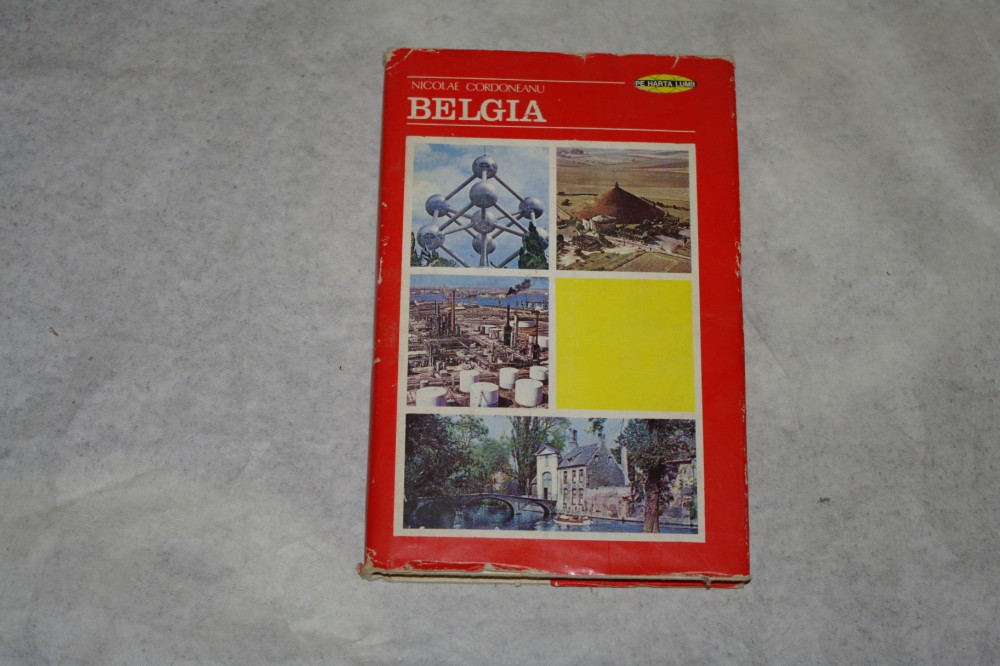 PE HARTA LUMII
NICOLAE CORDONEANU
BELGIA